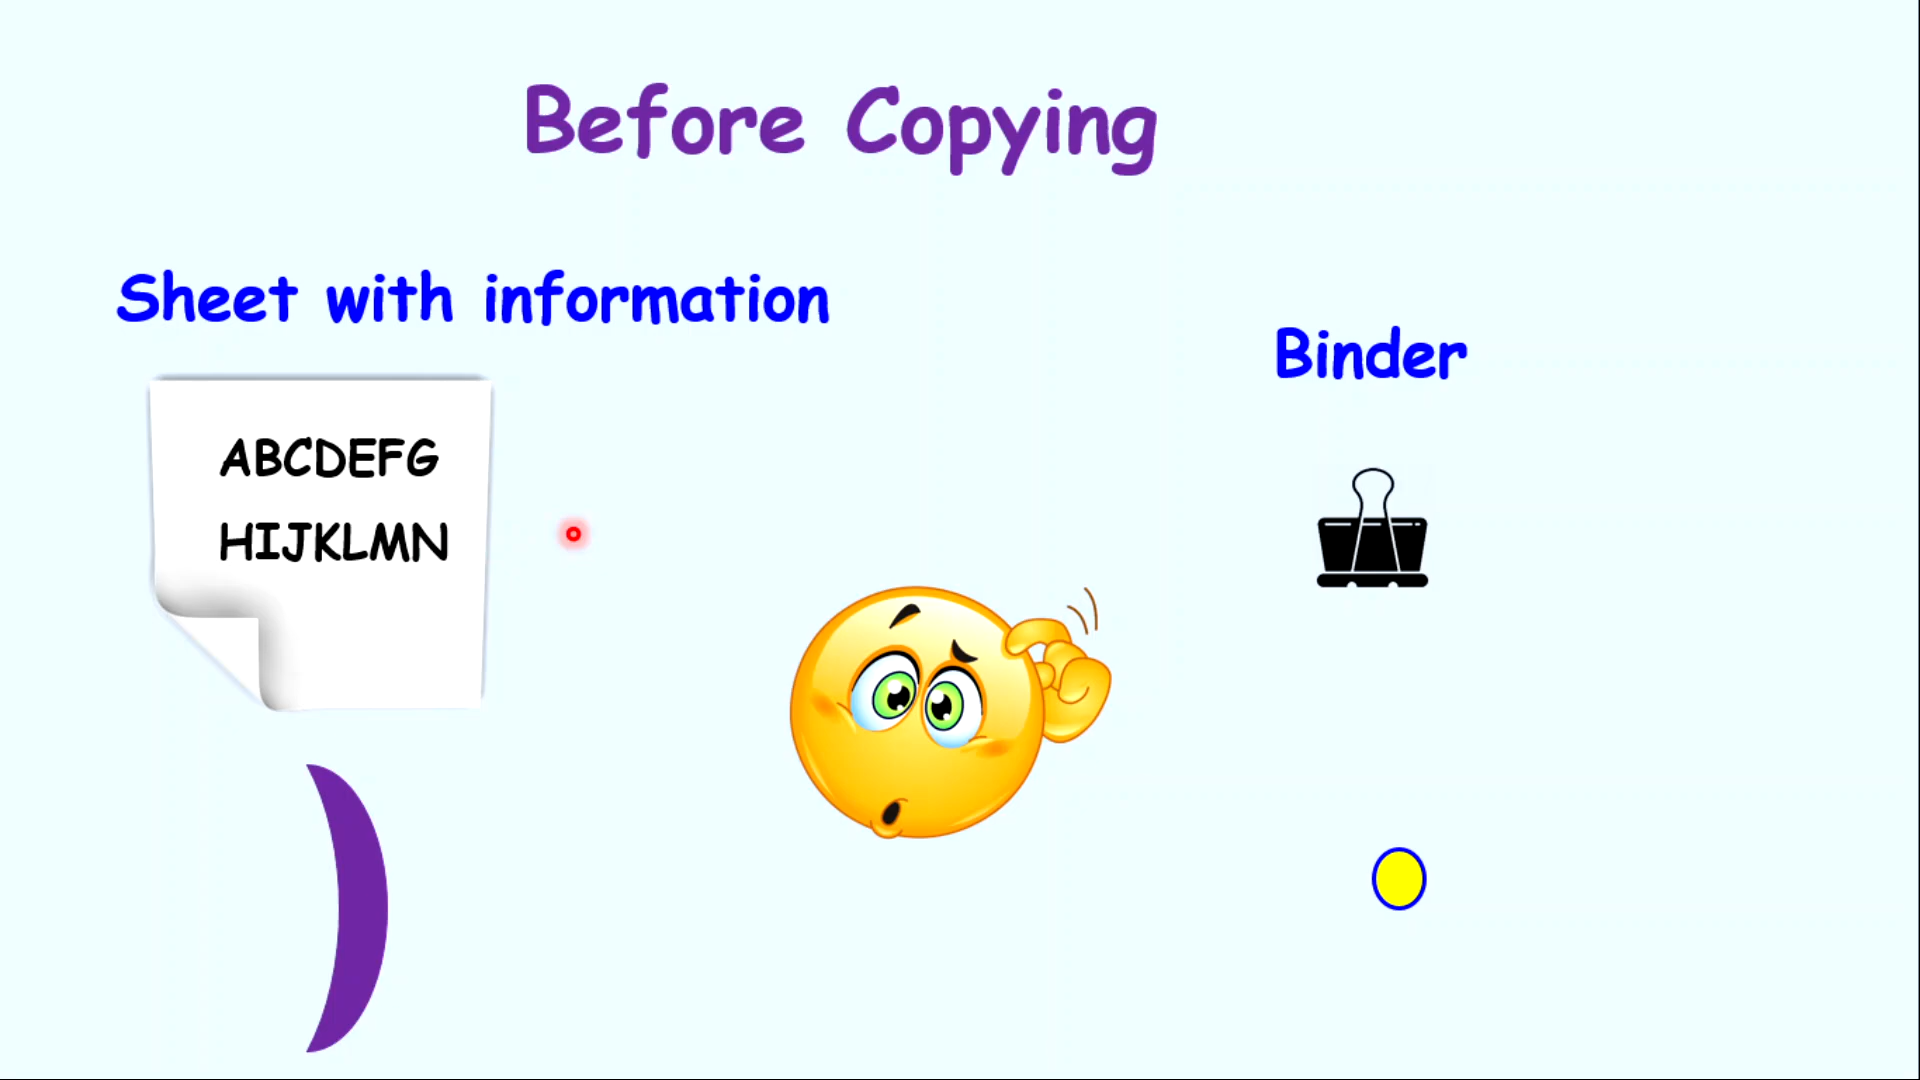 Before Copying
Sheet with information
Binder
ABCDEFG
HIJKLMN